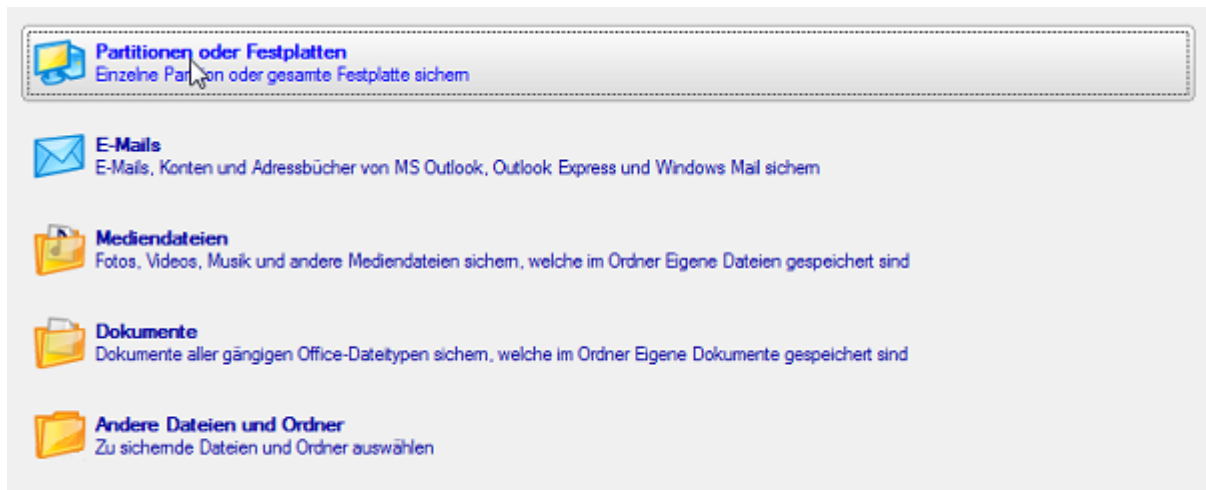 Partitionen oder Festplatten
Einzelne Partition oder gesamte Festplatte sichern
E-Mails
E-Mails, Konten und Adressbücher von MS Outlook, Outlook Express und Windows Mail sichern
Mediendateien
Fotos, Videos, Musik und andere Mediendateien sichern, welche im Ordner Eigene Dateien gespeichert sind
Dokumente
Dokumente aller gängigen Office-Dateitypen sichern, welche im Ordner Eigene Dokumente gespeichert sind
Andere Dateien und Ordner
Zu sichernde Dateien und Ordner auswählen